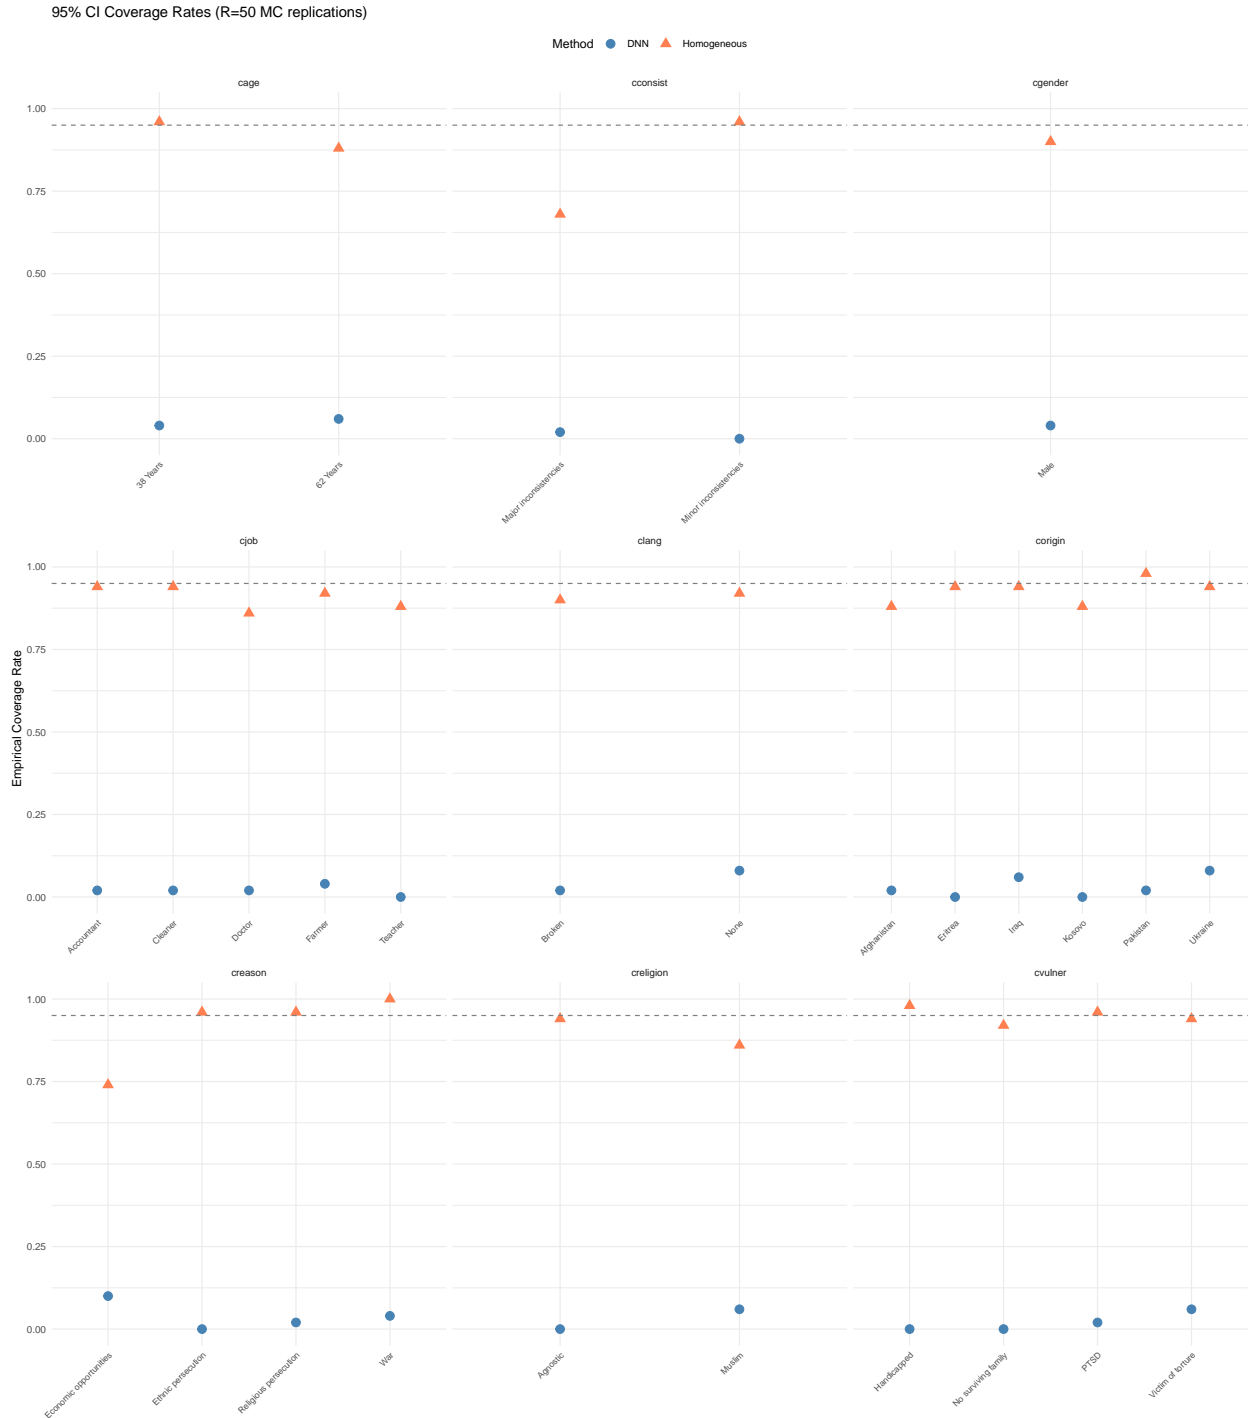 95% CI Coverage Rates (R=50 MC replications)
Method DNN Homogeneous
cage cconsist cgender
1.00
0.75
0.50
0.25
0.00
38 Years 62 Years Major inconsistencies Minor inconsistencies Male
cjob clang corigin
Empirical Coverage Rate
1.00
0.75
0.50
0.25
0.00
Accountant Cleaner Doctor Farmer Teacher Broken None Afghanistan Eritrea Iraq Kosovo Pakistan Ukraine
creason creligion cvulner
1.00
0.75
0.50
0.25
0.00
Economic opportunities Ethnic persecution Religious persecution War Agnostic Muslim Handicapped No surviving family PTSD Victim of torture